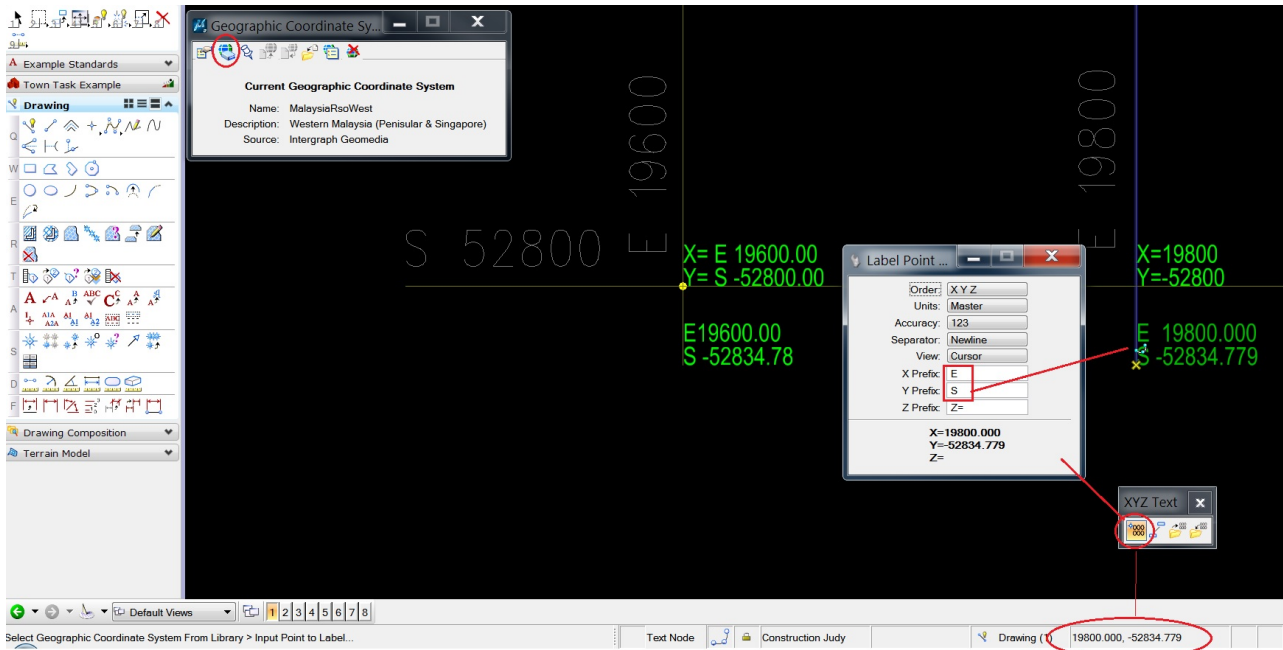 Geographic Coordinate Sy...
Current Geographic Coordinate System
Name: MalaysiaRsoWest
Description: Western Malaysia (Penisular & Singapore)
Source: Intergraph Geomedia
Example Standards
Town Task Example
Drawing
Q
W
E
R
T
A
S
D
F
Drawing Composition
Terrain Model
E 19600
E 19800
S 52800
X= E 19600.00
Y= S -52800.00
E19600.00
S -52834.78
X=19800
Y=-52800
E 19800.000
S -52834.779
Label Point ...
Order: X Y Z
Units: Master
Accuracy: 123
Separator: Newline
View: Cursor
X Prefix: E
Y Prefix: S
Z Prefix: Z=
X=19800.000
Y=-52834.779
Z=
XYZ Text
Default Views
1 2 3 4 5 6 7 8
Select Geographic Coordinate System From Library > Input Point to Label...
Text Node
Construction Judy
Drawing (1)
19800.000, -52834.779